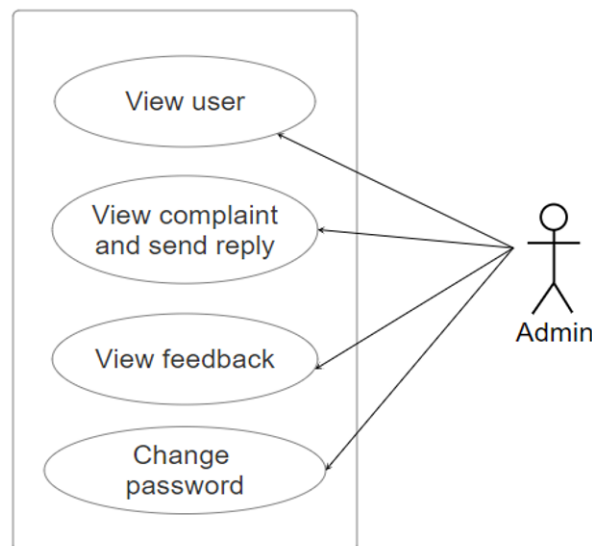 View user
View complaint
and send reply
Admin
View feedback
Change
password